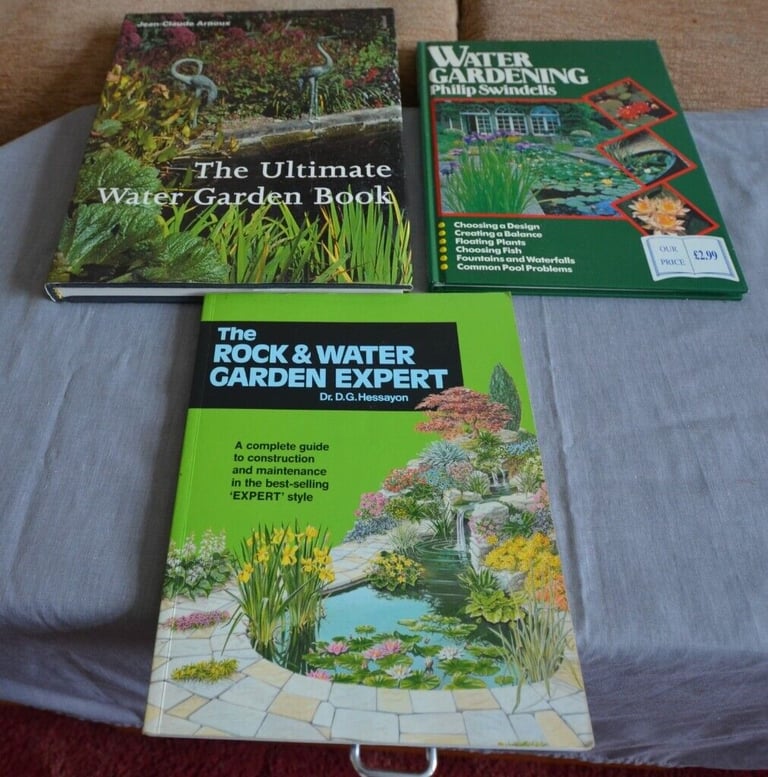 Jean-Claude Arnoux
The Ultimate
Water Garden Book
WATER
GARDENING
Philip Swindells
Choosing a Design
Creating a Balance
Floating Plants
Choosing Fish
Fountains and Waterfalls
Common Pool Problems
OUR
PRICE
£2.99
The
ROCK & WATER
GARDEN EXPERT
Dr. D.G. Hessayon
A complete guide
to construction
and maintenance
in the best-selling
'EXPERT' style